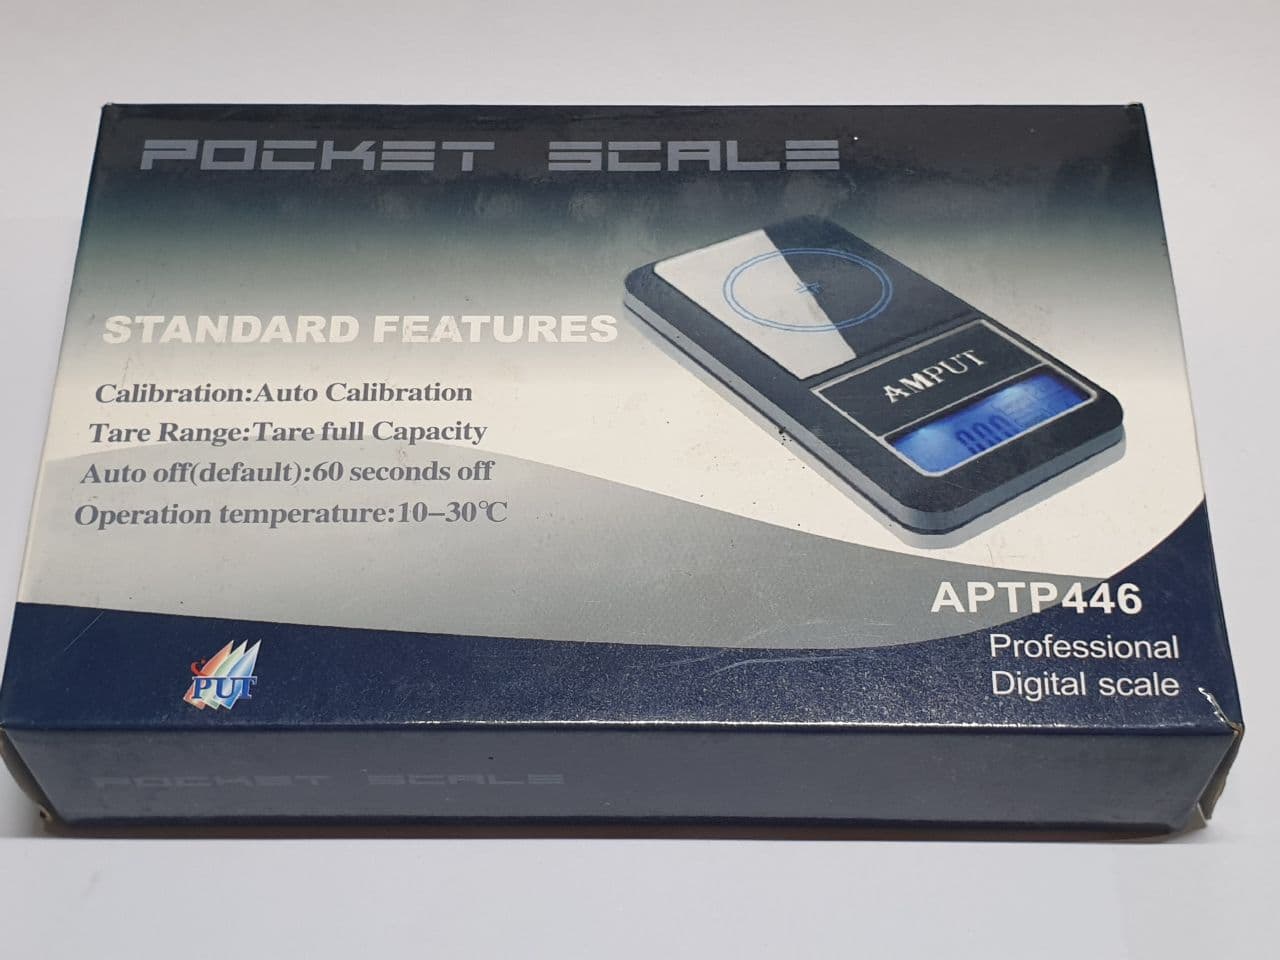 POCKET SCALE
STANDARD FEATURES
Calibration:Auto Calibration
Tare Range:Tare full Capacity
Auto off(default):60 seconds off
Operation temperature:10–30℃
AMPUT
000
APTP446
Professional
Digital scale
PUT
POCKET SCALE